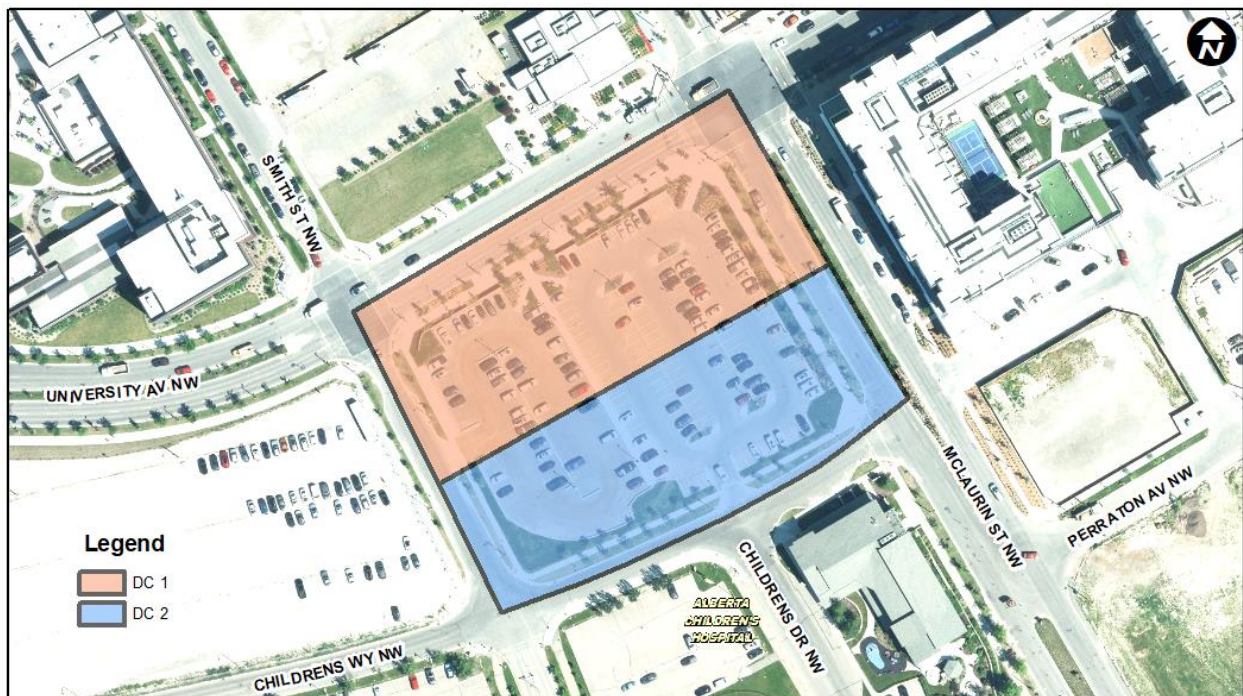 N
SMITH ST NW
UNIVERSITY AV NW
MCLAURIN ST NW
PERRATON AV NW
Legend
DC 1
DC 2
ALBERTA
CHILDREN'S
HOSPITAL
CHILDRENS DR NW
CHILDRENS WY NW